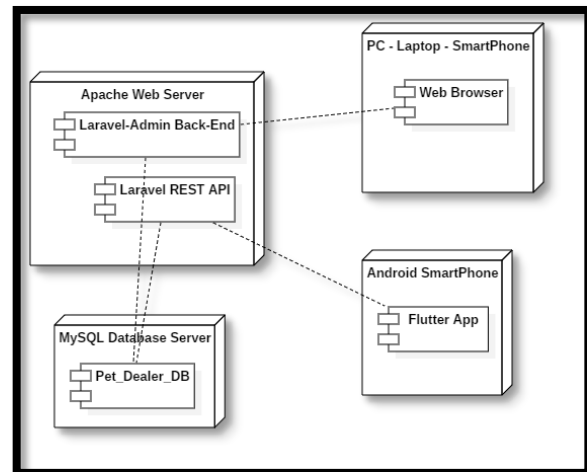 PC - Laptop - SmartPhone
Web Browser
Apache Web Server
Laravel-Admin Back-End
Laravel REST API
Android SmartPhone
Flutter App
MySQL Database Server
Pet_Dealer_DB